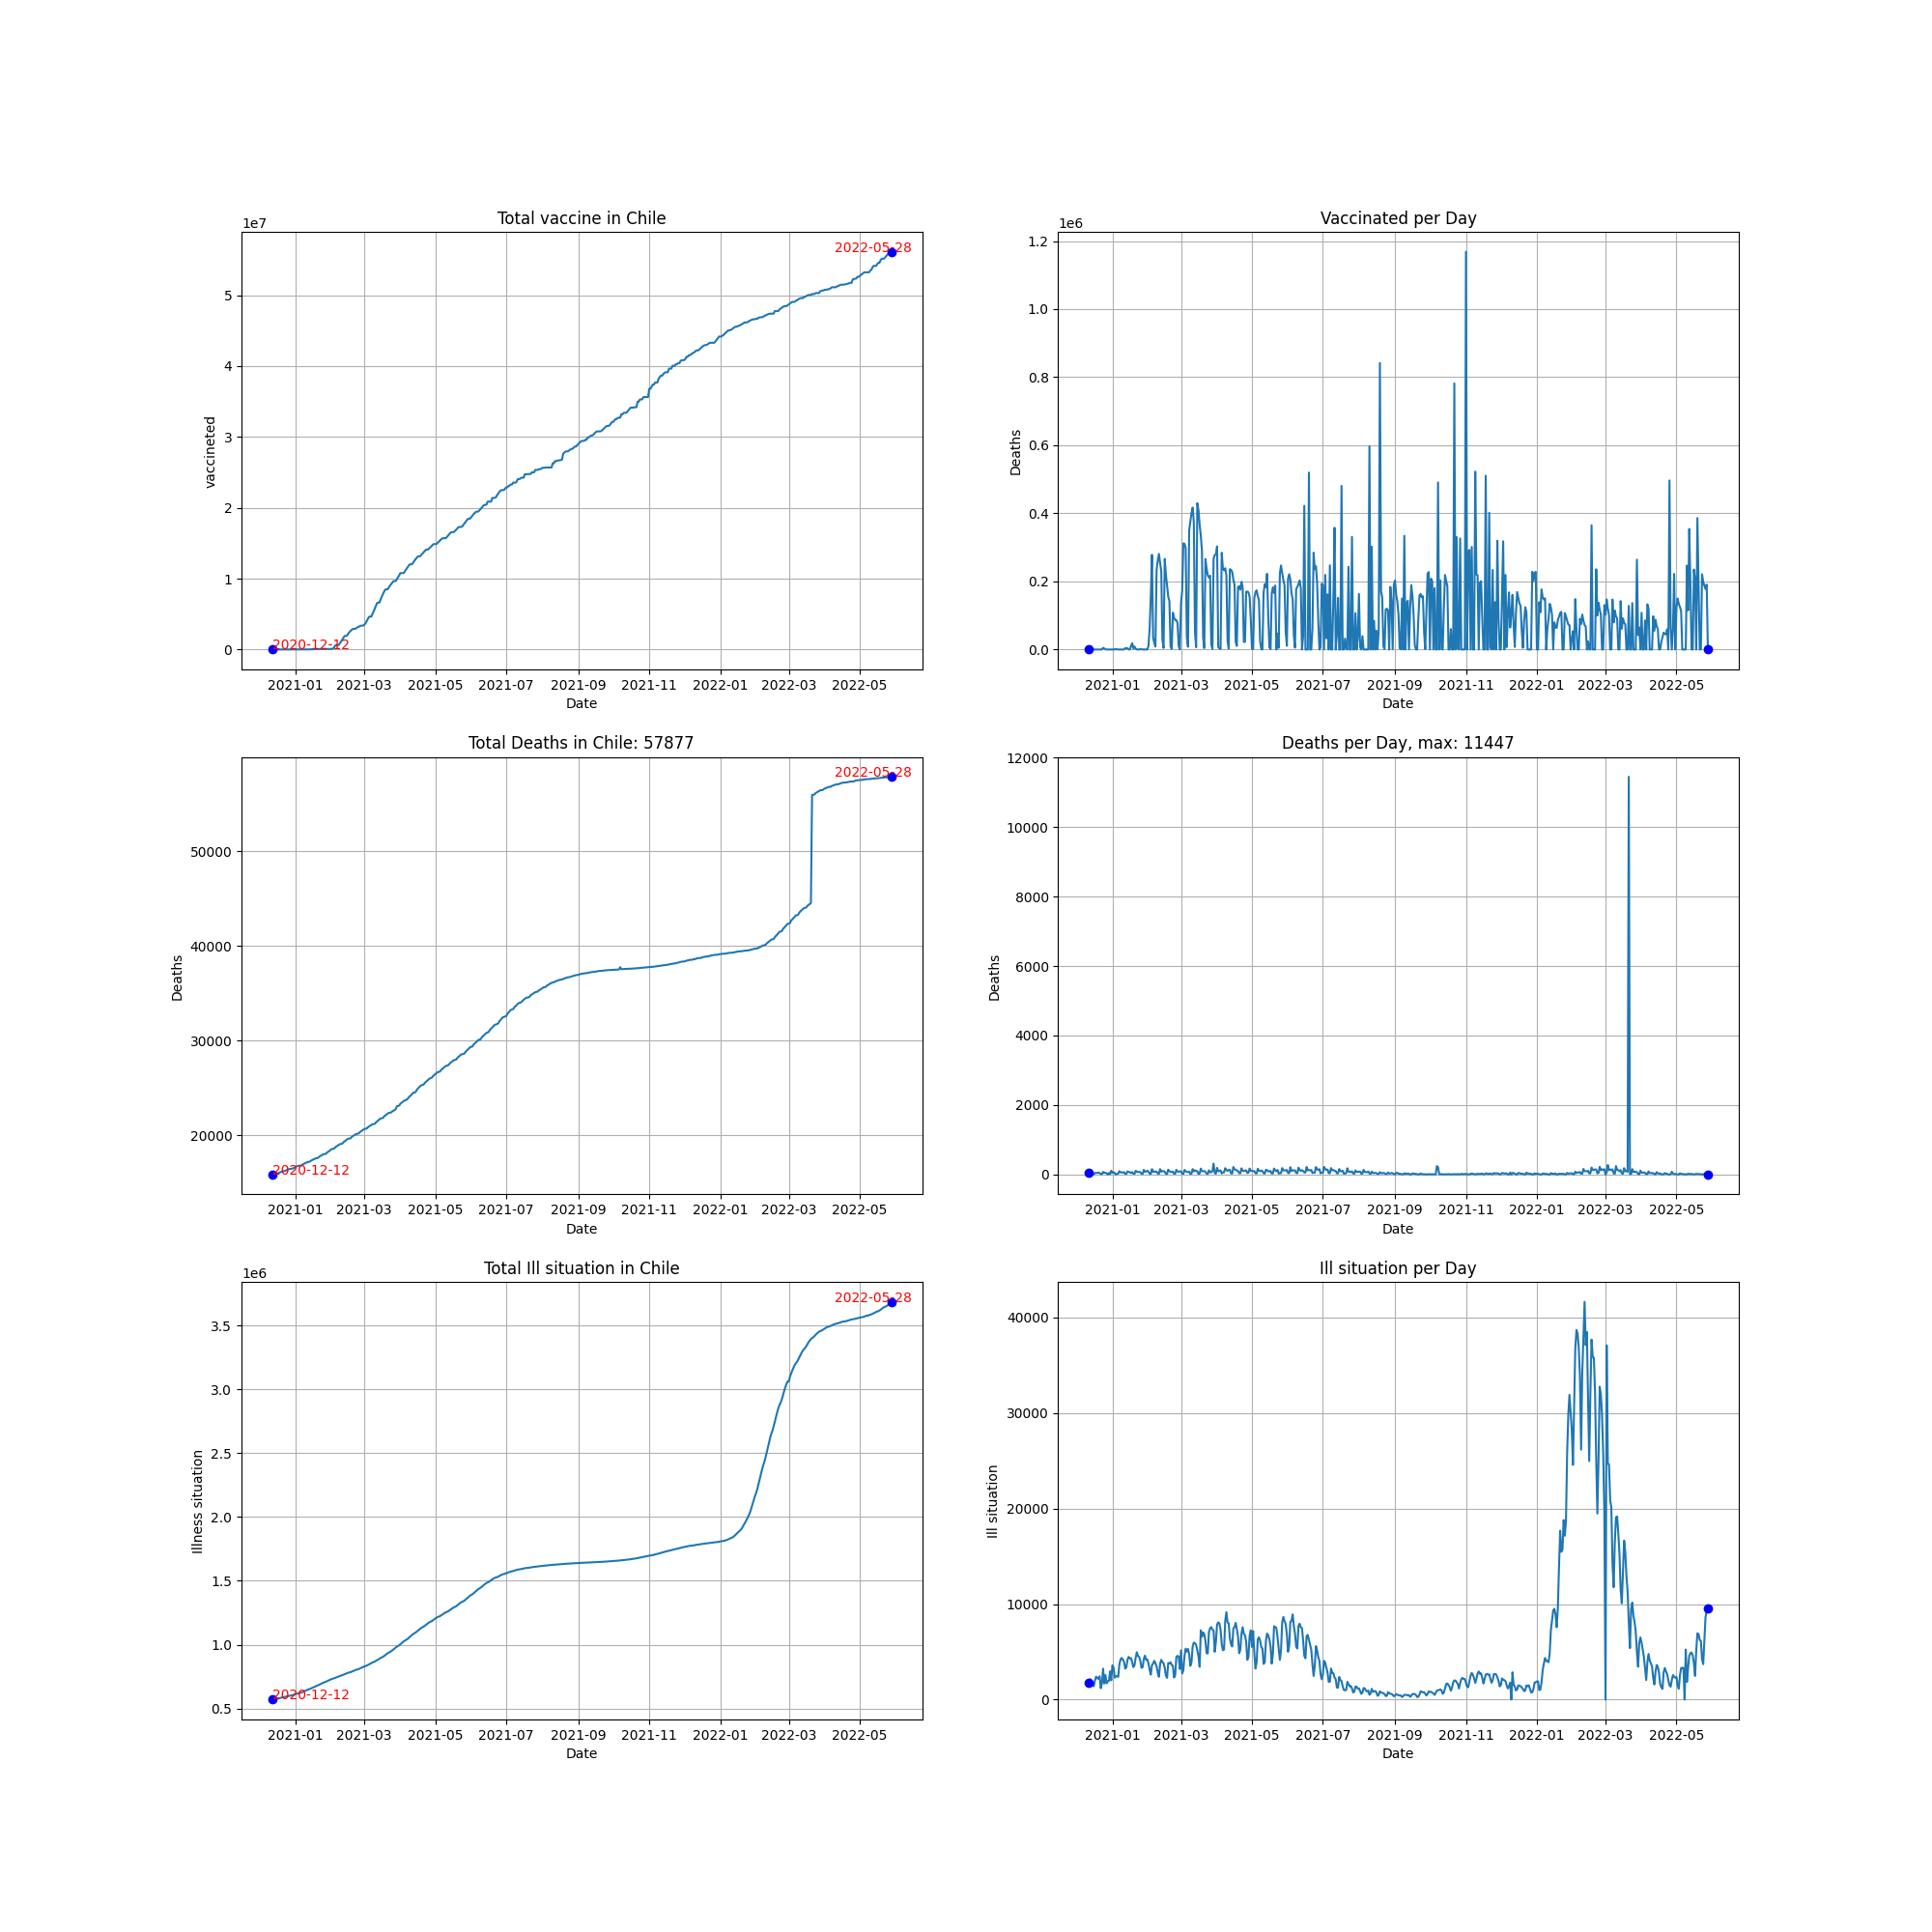 Total vaccine in Chile
1e7
vaccineted
5
4
3
2
1
0
2020-12-12
2022-05-28
2021-01 2021-03 2021-05 2021-07 2021-09 2021-11 2022-01 2022-03 2022-05
Date
Vaccinated per Day
1e6
Deaths
1.2
1.0
0.8
0.6
0.4
0.2
0.0
2021-01 2021-03 2021-05 2021-07 2021-09 2021-11 2022-01 2022-03 2022-05
Date
Total Deaths in Chile: 57877
Deaths
50000
40000
30000
20000
2020-12-12
2022-05-28
2021-01 2021-03 2021-05 2021-07 2021-09 2021-11 2022-01 2022-03 2022-05
Date
Deaths per Day, max: 11447
Deaths
12000
10000
8000
6000
4000
2000
0
2021-01 2021-03 2021-05 2021-07 2021-09 2021-11 2022-01 2022-03 2022-05
Date
Total Ill situation in Chile
1e6
Illness situation
3.5
3.0
2.5
2.0
1.5
1.0
0.5
2020-12-12
2022-05-28
2021-01 2021-03 2021-05 2021-07 2021-09 2021-11 2022-01 2022-03 2022-05
Date
Ill situation per Day
Ill situation
40000
30000
20000
10000
0
2021-01 2021-03 2021-05 2021-07 2021-09 2021-11 2022-01 2022-03 2022-05
Date